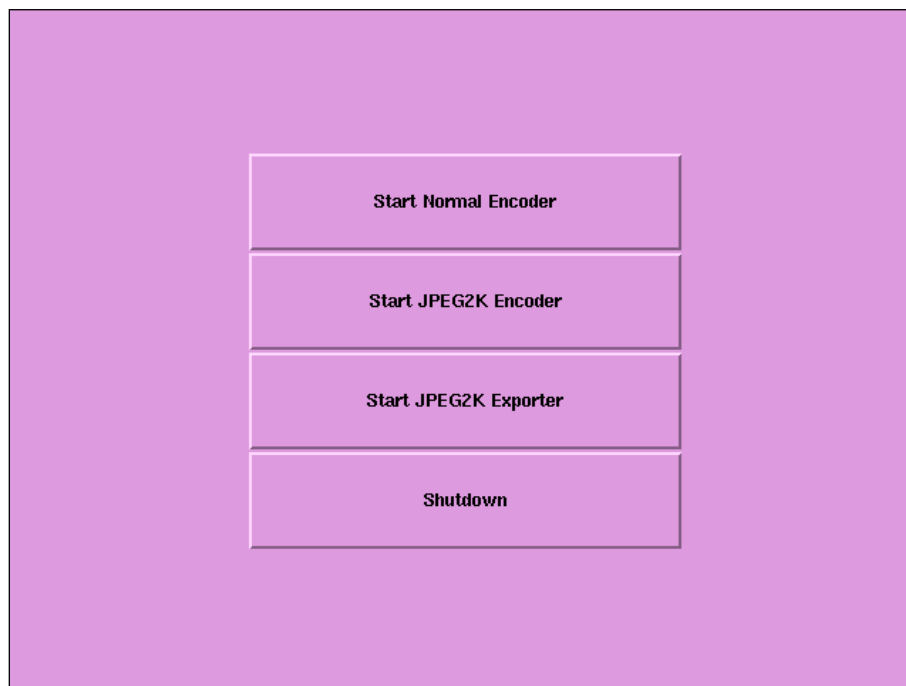 Start Normal Encoder
Start JPEG2K Encoder
Start JPEG2K Exporter
Shutdown